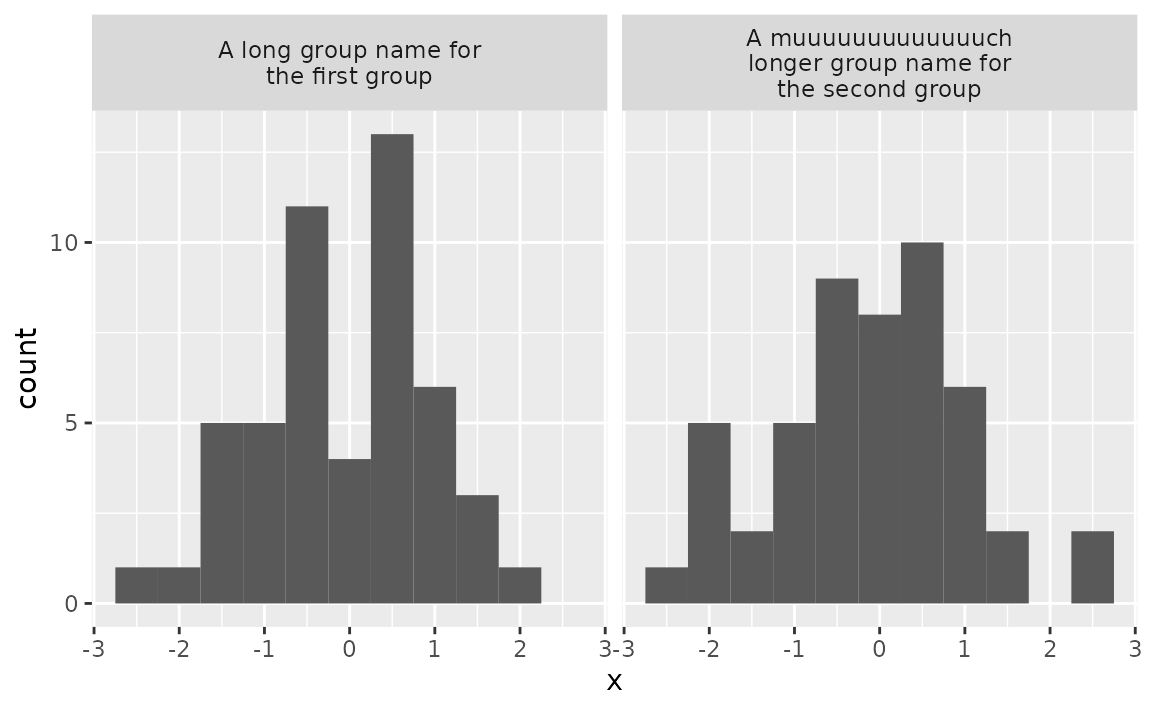 A long group name for
the first group
A muuuuuuuuuuuuuch
longer group name for
the second group
10
5
0
count
-3 -2 -1 0 1 2 3
-3 -2 -1 0 1 2 3
x